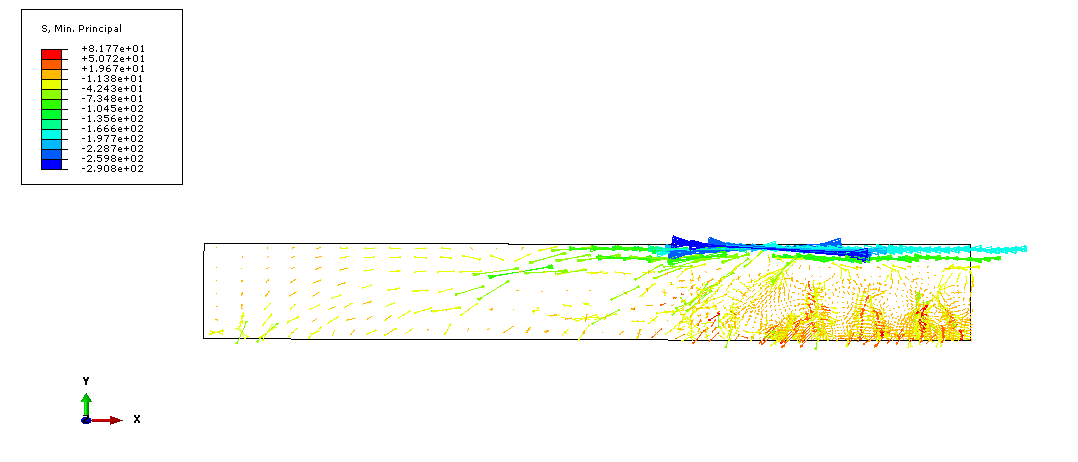 S, Min. Principal
+8.177e+01
+5.072e+01
+1.967e+01
-1.138e+01
-4.243e+01
-7.348e+01
-1.045e+02
-1.356e+02
-1.666e+02
-1.977e+02
-2.287e+02
-2.598e+02
-2.908e+02
Y
X